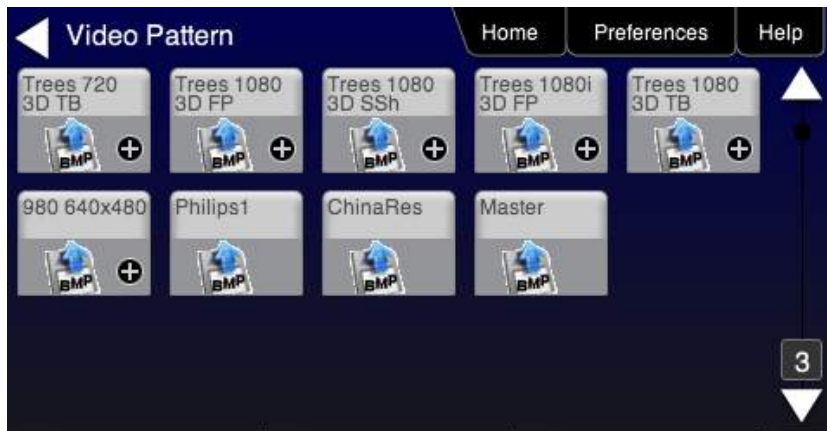 Video Pattern
Home
Preferences
Help
Trees 720
3D TB
BMP
Trees 1080
3D FP
BMP
Trees 1080
3D SSh
BMP
Trees 1080i
3D FP
BMP
Trees 1080
3D TB
BMP
980 640x480
BMP
Philips1
BMP
ChinaRes
BMP
Master
BMP
3